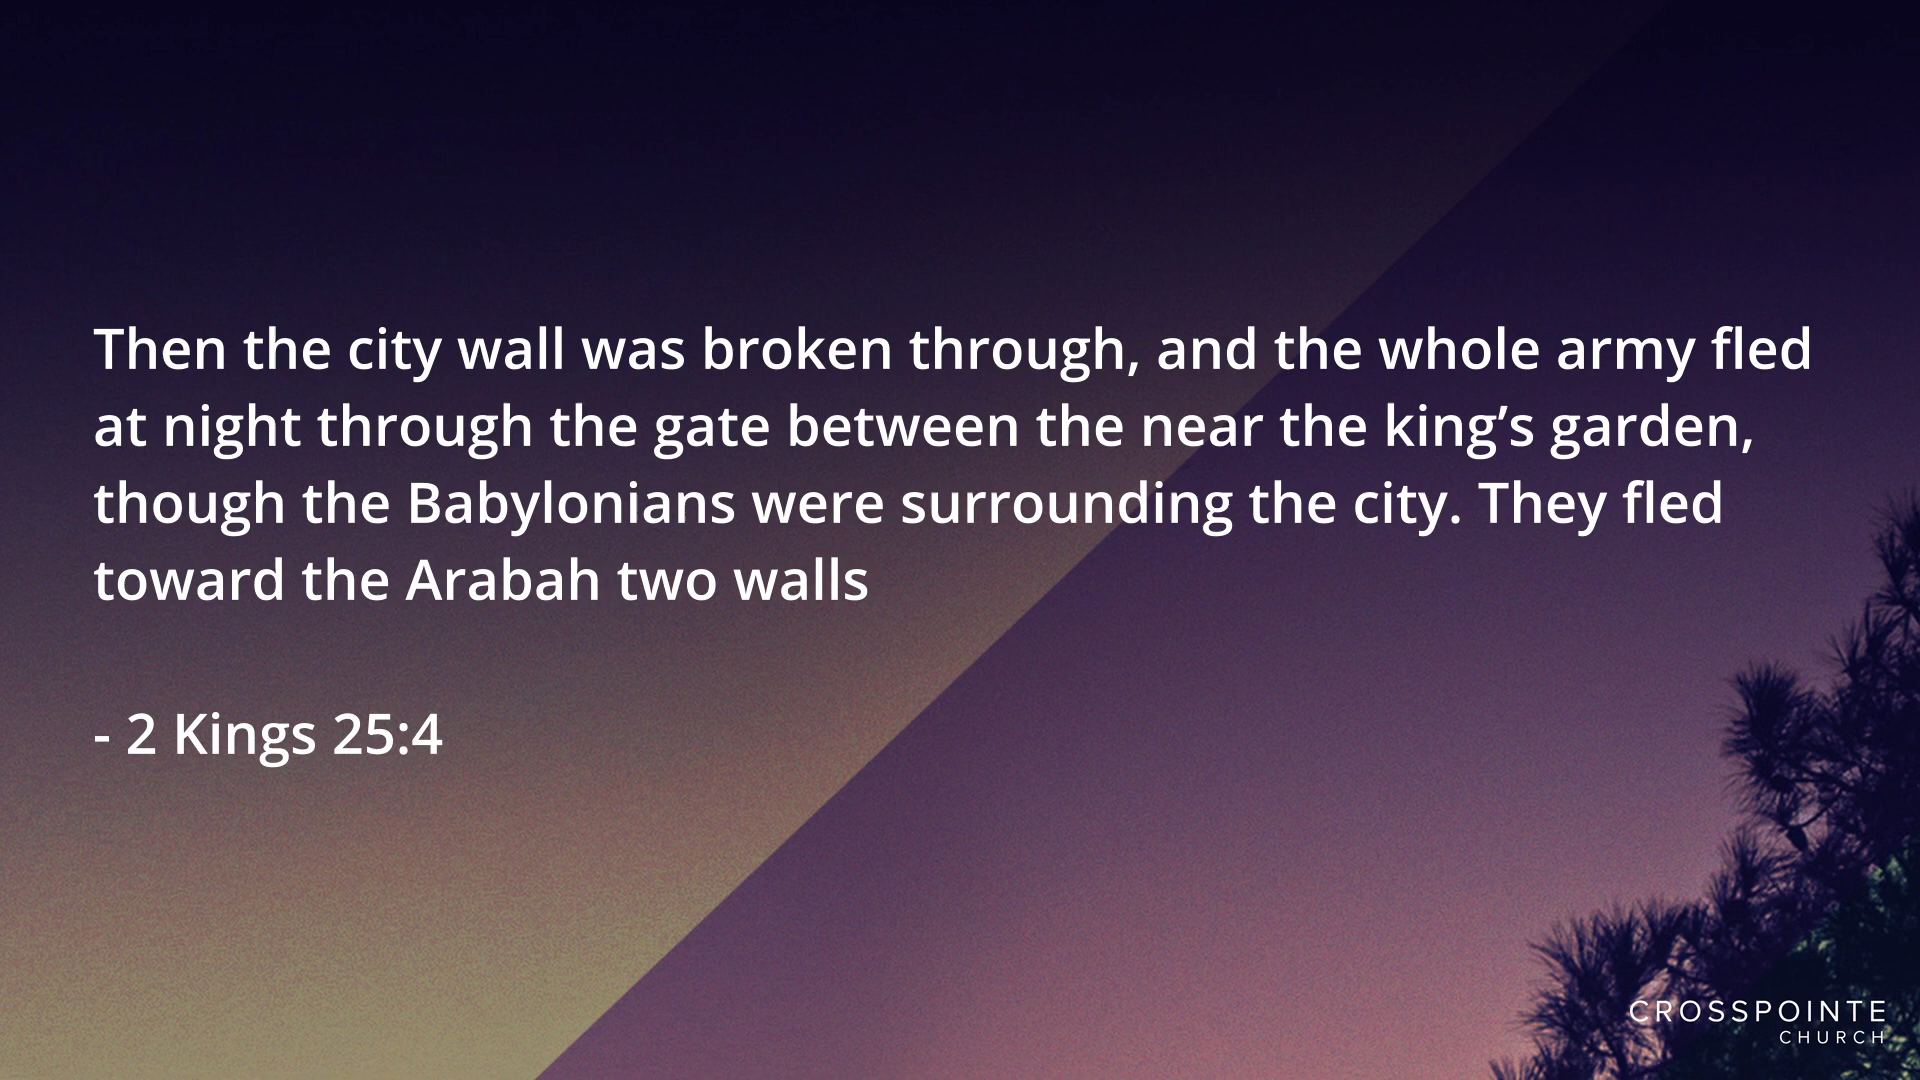 Then the city wall was broken through, and the whole army fled
at night through the gate between the near the king’s garden,
though the Babylonians were surrounding the city. They fled
toward the Arabah two walls
- 2 Kings 25:4
CROSSPOINTE
CHURCH